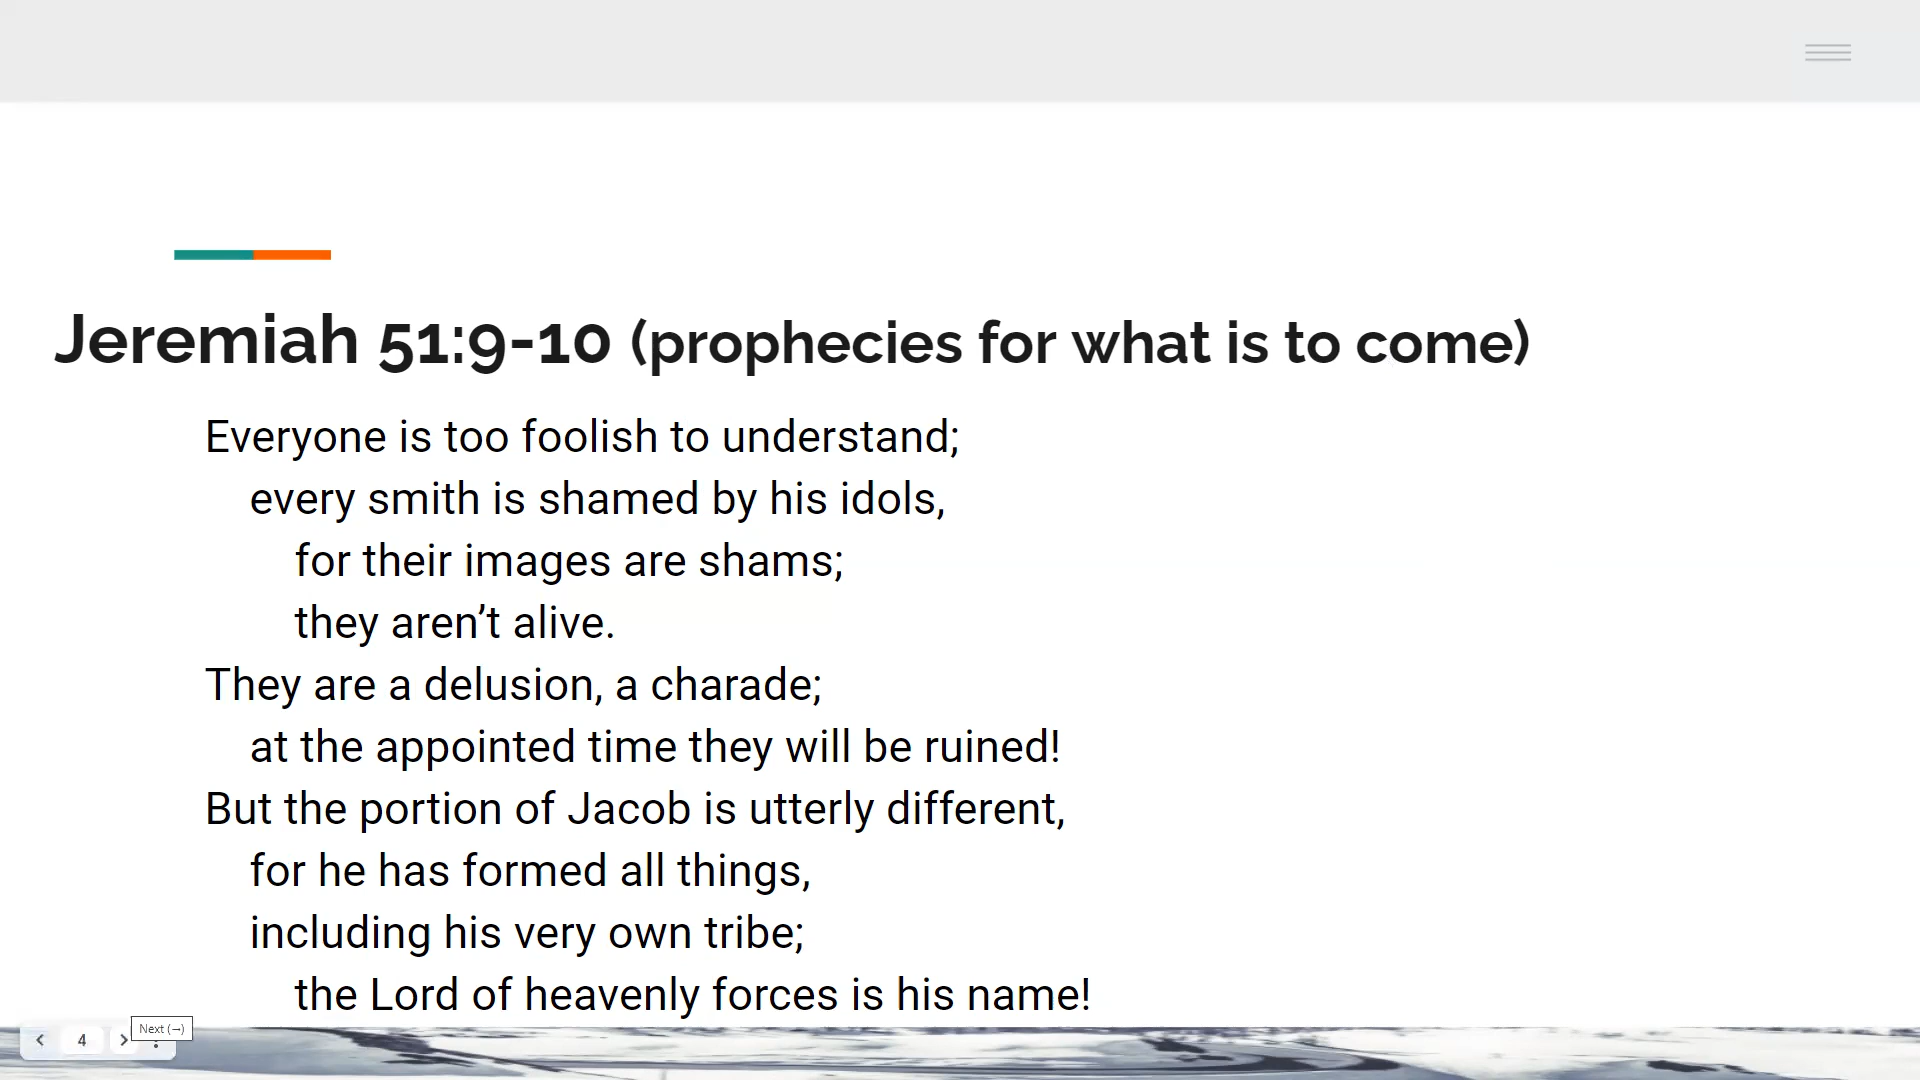 Jeremiah 51:9-10 (prophecies for what is to come)
Everyone is too foolish to understand;
every smith is shamed by his idols,
for their images are shams;
they aren’t alive.
They are a delusion, a charade;
at the appointed time they will be ruined!
But the portion of Jacob is utterly different,
for he has formed all things,
including his very own tribe;
the Lord of heavenly forces is his name!
Next (→)
4